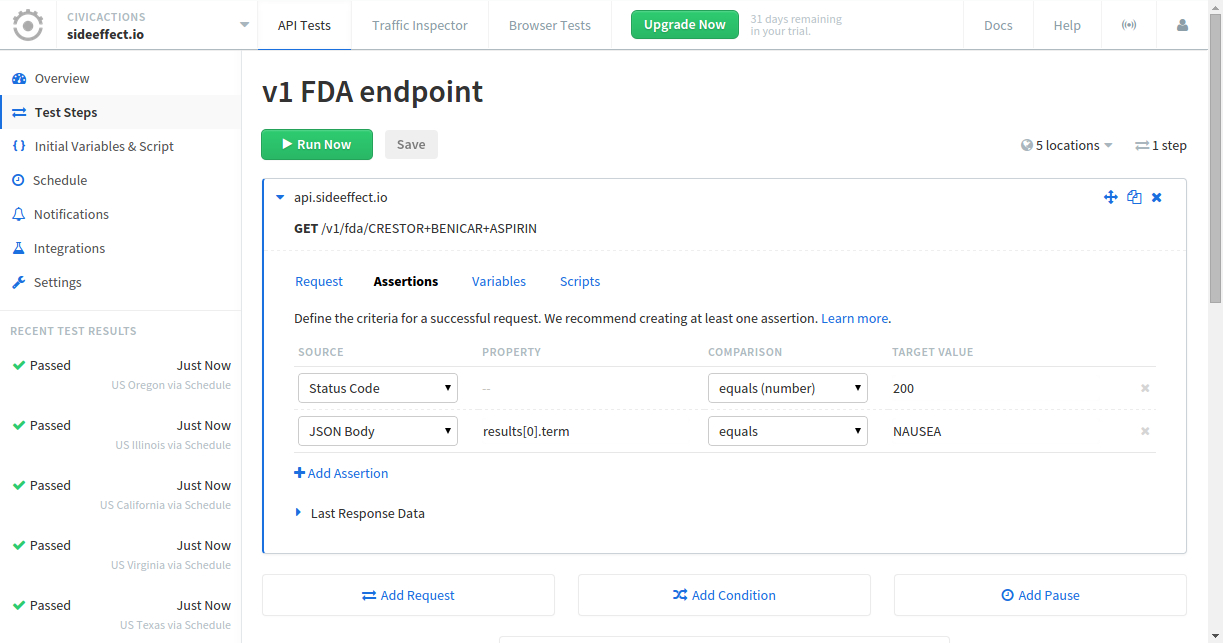 CIVICACTIONS
sideeffect.io
API Tests
Traffic Inspector
Browser Tests
Upgrade Now
31 days remaining
in your trial.
Docs
Help
Overview
Test Steps
Initial Variables & Script
Schedule
Notifications
Integrations
Settings
RECENT TEST RESULTS
Passed Just Now
US Oregon via Schedule
Passed Just Now
US Illinois via Schedule
Passed Just Now
US California via Schedule
Passed Just Now
US Virginia via Schedule
Passed Just Now
US Texas via Schedule
v1 FDA endpoint
Run Now
Save
5 locations
1 step
api.sideeffect.io
GET /v1/fda/CRESTOR+BENICAR+ASPIRIN
Request Assertions Variables Scripts
Define the criteria for a successful request. We recommend creating at least one assertion. Learn more.
SOURCE PROPERTY COMPARISON TARGET VALUE
Status Code -- equals (number) 200
JSON Body results[0].term equals NAUSEA
Add Assertion
Last Response Data
Add Request
Add Condition
Add Pause